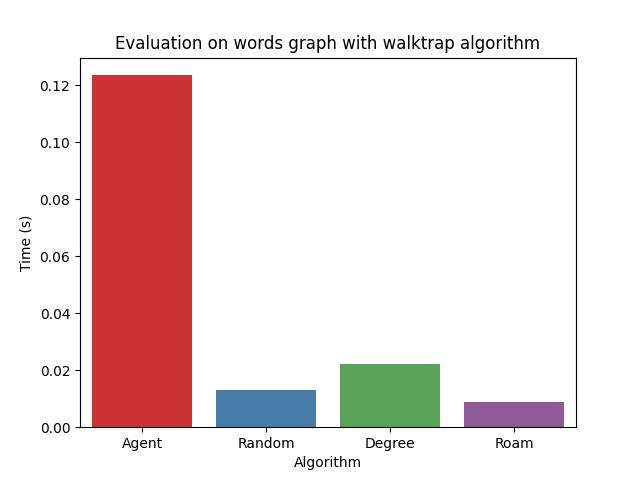 Evaluation on words graph with walktrap algorithm
0.12
0.10
0.08
0.06
0.04
0.02
0.00
Time (s)
Agent Random Degree Roam
Algorithm